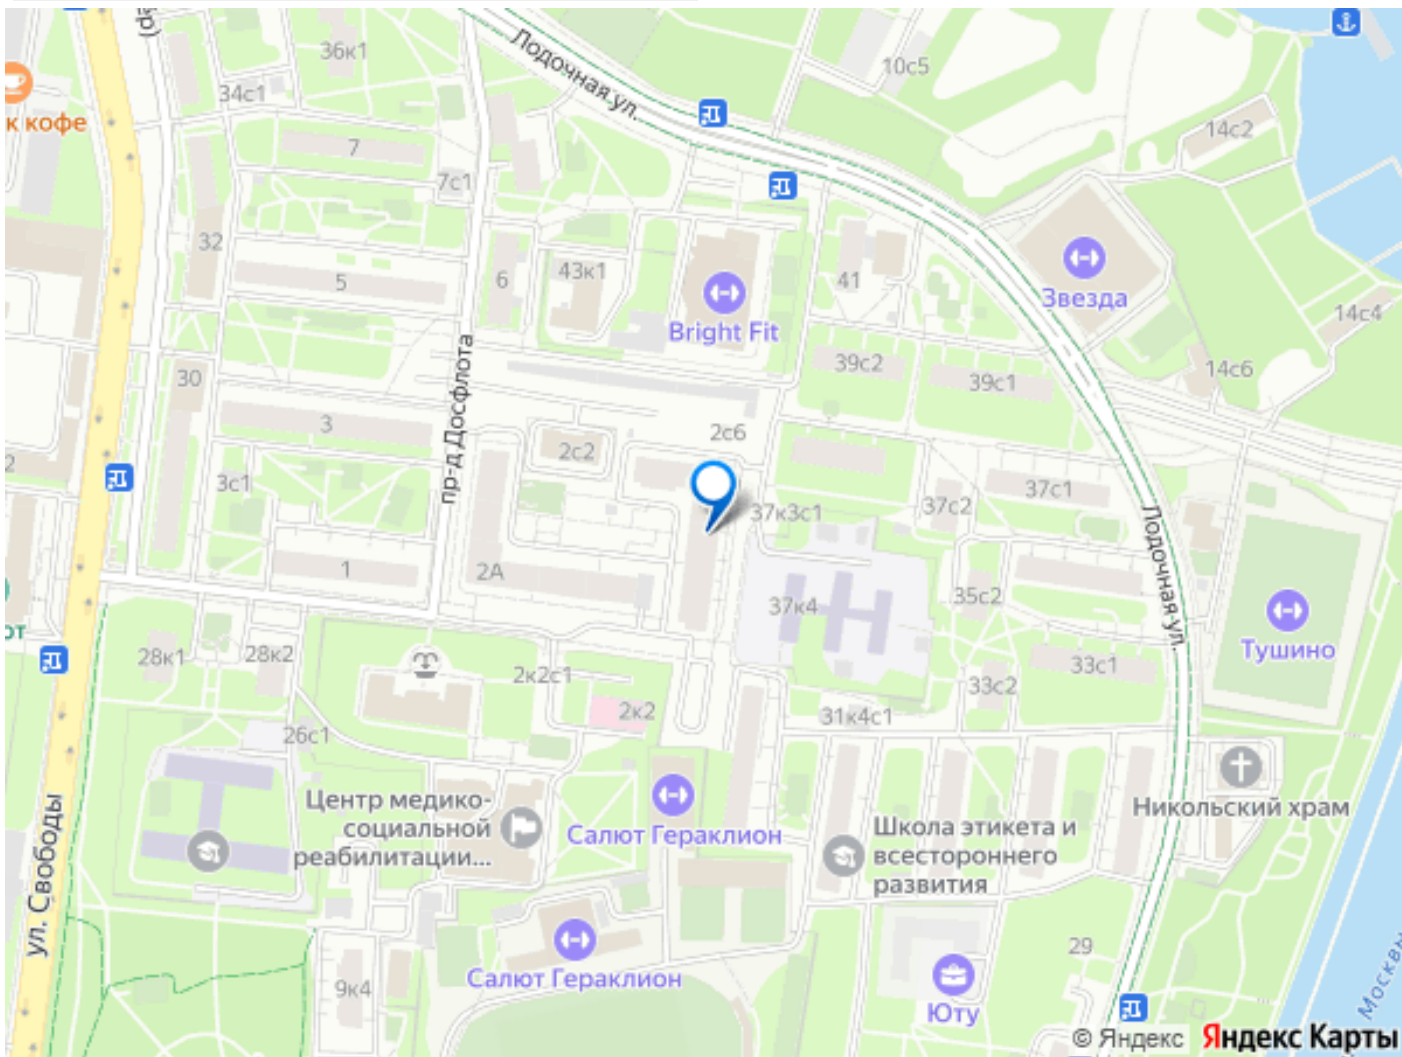 36к1
Лодочная ул.
10с5
34с1
к кофе
14с2
7
7с1
32
5
6
43к1
41
Bright Fit
Звезда
14с4
30
39с2
39с1
14с6
3
пр-д Досфлота
2с2
2с6
2
3с1
37к3с1
37с2
37с1
Лодочная ул.
1
2А
37к4
35с2
Тушино
28к1
28к2
2к2с1
2к2
33с2
33с1
31к4с1
26с1
ул. Свободы
Центр медико-
социальной
реабилитации...
Салют Гераклион
Школа этикета и
всестороннего
развития
Никольский храм
Салют Гераклион
9к4
29
Юту
Москвы
© Яндекс Яндекс Карты